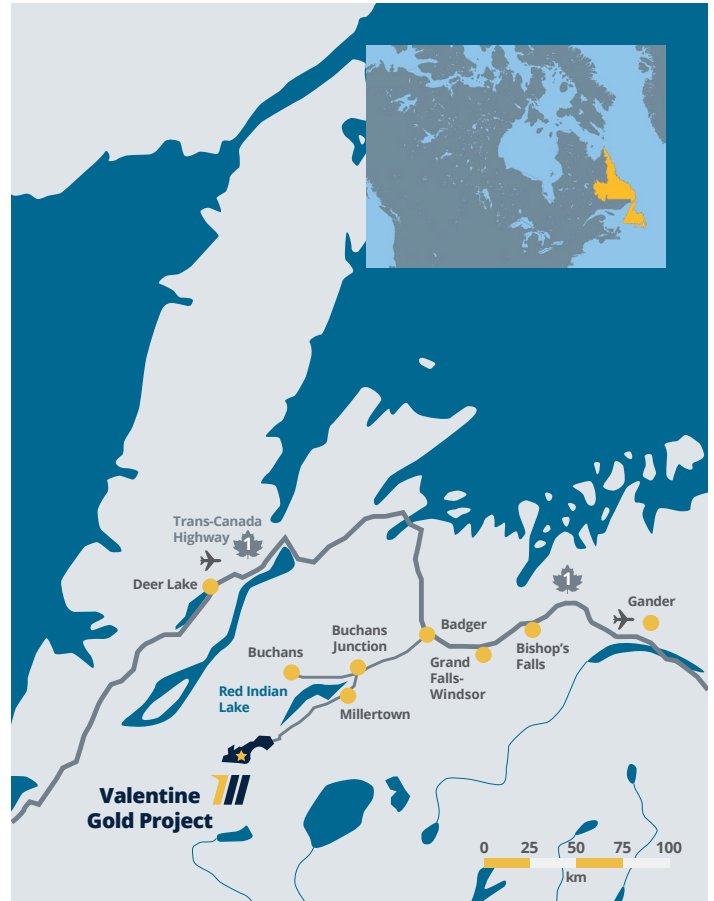 Trans-Canada
Highway
1
Deer Lake
1
Gander
Badger
Buchans
Junction
Buchans
Bishop's
Falls
Grand
Falls-
Windsor
Red Indian
Lake
Millertown
Valentine
Gold Project
0 25 50 75 100
km